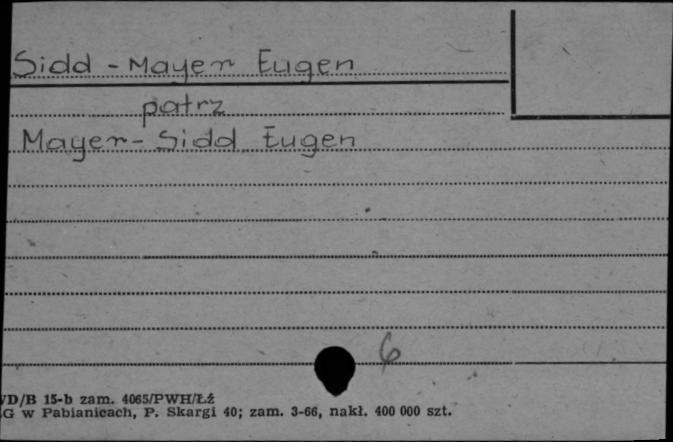 Sidd - Mayer Eugen
patrz
Mayer - Sidd Eugen
6
VD/B 15-b zam. 4065/PWH/Łź
G w Pabianicach, P. Skargi 40; zam. 3-66, nakł. 400 000 szt.